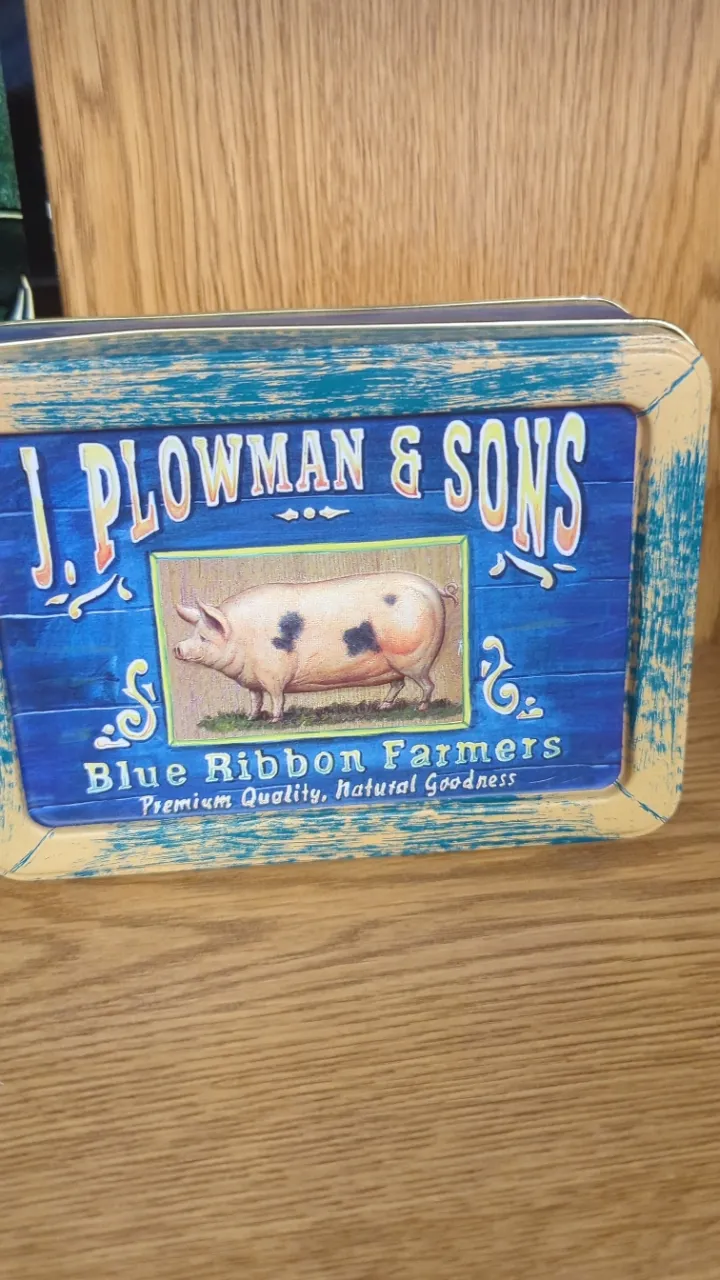 J. PLOWMAN & SONS
Blue Ribbon Farmers
Premium Quality, Natural Goodness